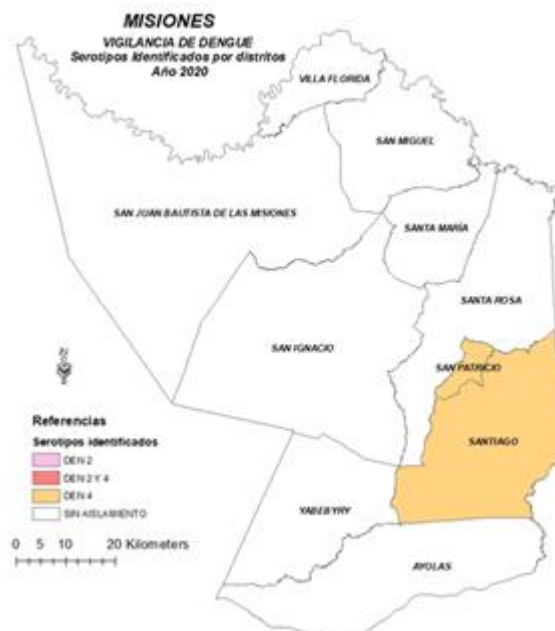 MISIONES
VIGILANCIA DE DENGUE
Serotipos Identificados por distritos
Año 2020
VILLA FLORIDA
SAN MIGUEL
SAN JUAN BAUTISTA DE LAS MISIONES
SANTA MARÍA
SANTA ROSA
SAN IGNACIO
SAN PATRICIO
SANTIAGO
YABEBYRY
AYOLAS
Referencias
Serotipos identificados
DEN 2
DEN 2 Y 4
DEN 4
SIN AISLAMIENTO
0 5 10 20 Kilometers